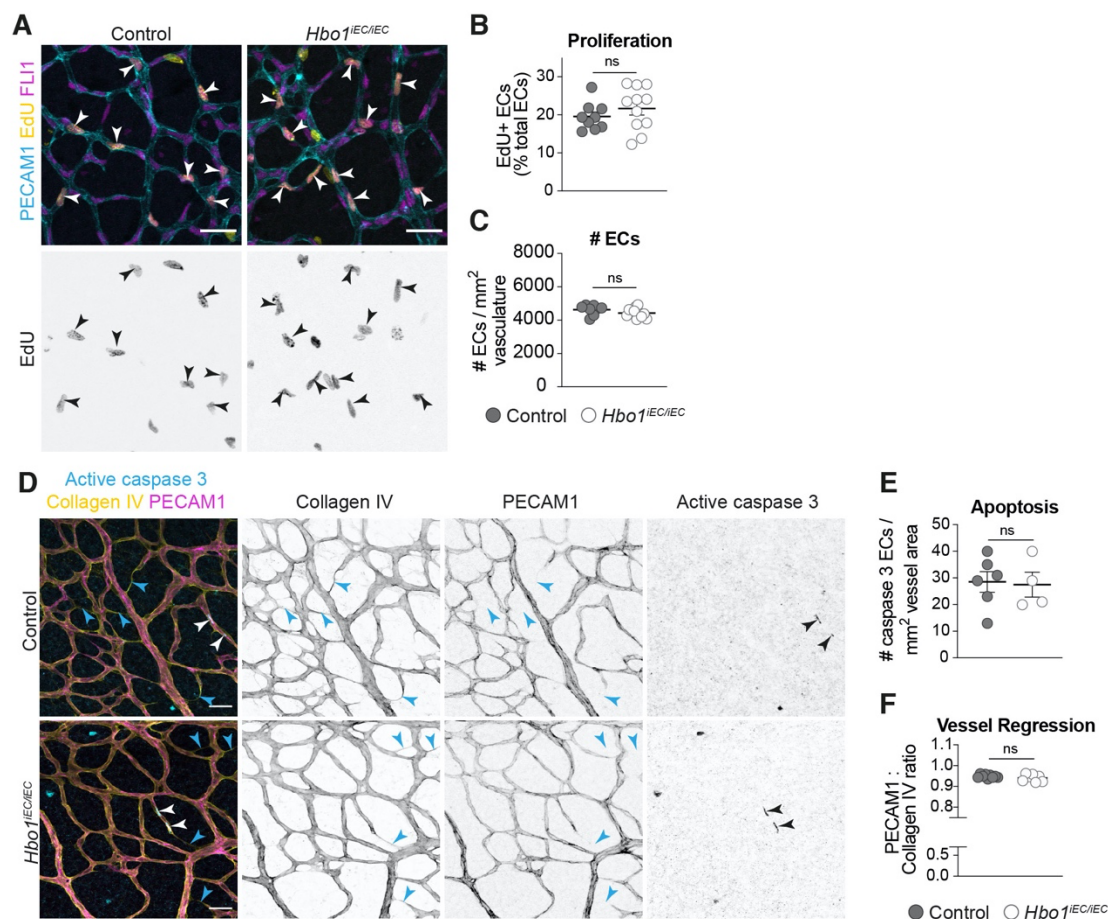 A
Control
Hbo1iEC/iEC
PECAM1 EdU FLI1
EdU
B
Proliferation
ns
EdU+ ECs
(% total ECs)
30
20
10
0
C
# ECs
ns
# ECs / mm2
vasculature
8000
6000
4000
2000
0
Control Hbo1iEC/iEC
D
Active caspase 3
Collagen IV PECAM1
Collagen IV
PECAM1
Active caspase 3
Control
Hbo1iEC/iEC
E
Apoptosis
ns
# caspase 3 ECs /
mm2 vessel area
50
40
30
20
10
0
F
Vessel Regression
ns
PECAM1 :
Collagen IV ratio
1.1
1.0
0.9
0.8
0.5
0.0
Control Hbo1iEC/iEC